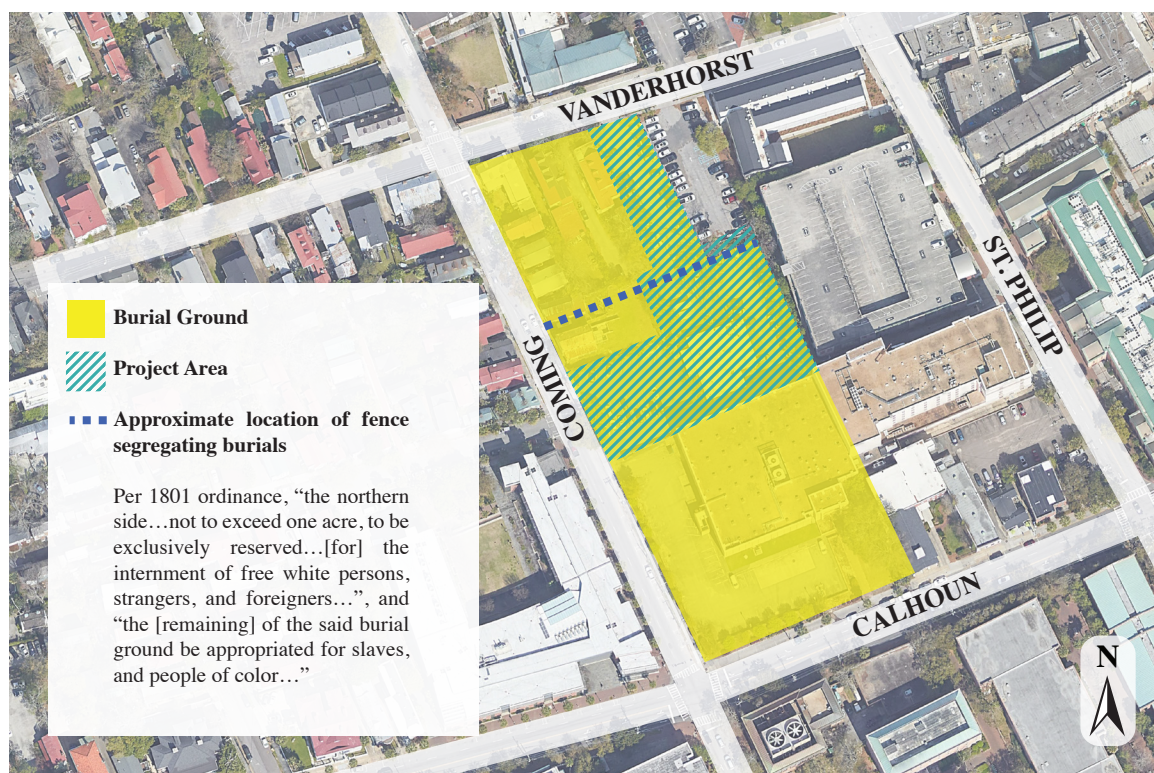 VANDERHORST
ST. PHILIP
COMING
CALHOUN
N
Burial Ground
Project Area
Approximate location of fence
segregating burials
Per 1801 ordinance, “the northern
side…not to exceed one acre, to be
exclusively reserved…[for] the
internment of free white persons,
strangers, and foreigners…”, and
“the [remaining] of the said burial
ground be appropriated for slaves,
and people of color…”